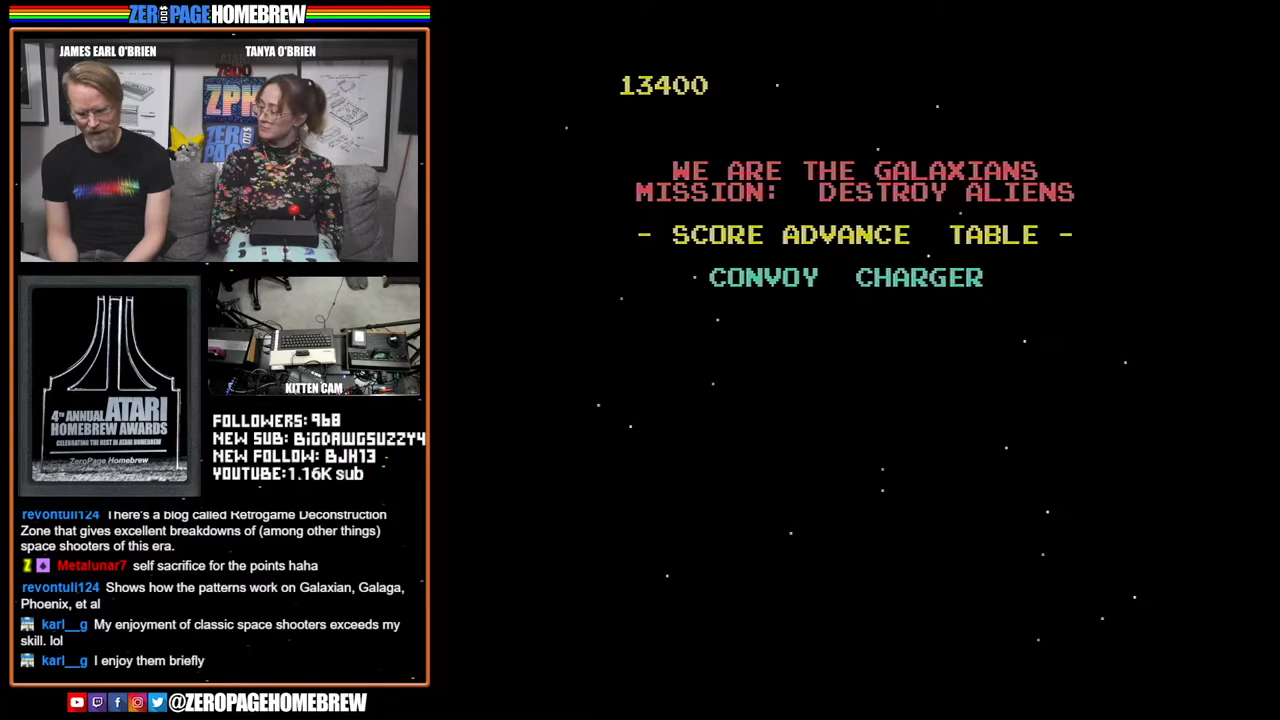 ZEROPAGE HOMEBREW
JAMES EARL O'BRIEN
TANYA O'BRIEN
ZPH
4TH ANNUAL ATARI
HOMEBREW AWARDS
CELEBRATING THE BEST IN ATARI HOMEBREW
ZeroPage Homebrew
KITTEN CAM
FOLLOWERS: 968
NEW SUB: BiGDAWGSUZZY4
NEW FOLLOW: BJH13
YOUTUBE: 1.16K sub
revontuli124 There's a blog called Retrogame Deconstruction
Zone that gives excellent breakdowns of (among other things)
space shooters of this era.
Metalunar7 self sacrifice for the points haha
revontuli124 Shows how the patterns work on Galaxian, Galaga,
Phoenix, et al
karl__g My enjoyment of classic space shooters exceeds my
skill. lol
karl__g I enjoy them briefly
@ZEROPAGEHOMEBREW
13400
WE ARE THE GALAXIANS
MISSION: DESTROY ALIENS
- SCORE ADVANCE TABLE -
CONVOY CHARGER